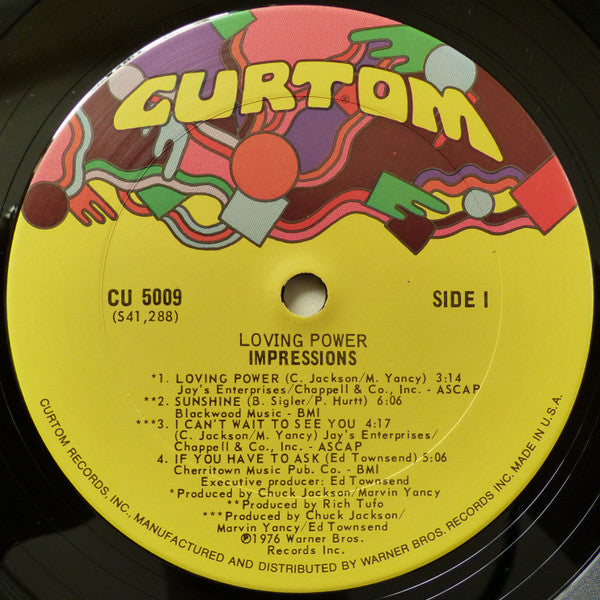 CURTOM
®
CU 5009
(S41,288)
SIDE I
LOVING POWER
IMPRESSIONS
*1. LOVING POWER (C. Jackson/M. Yancy) 3:14
Jay's Enterprises/Chappell & Co., Inc. - ASCAP
**2. SUNSHINE (B. Sigler/P. Hurtt) 6:06
Blackwood Music - BMI
***3. I CAN'T WAIT TO SEE YOU 4:17
(C. Jackson/M. Yancy) Jay's Enterprises/
Chappell & Co., Inc. - ASCAP
4. IF YOU HAVE TO ASK (Ed Townsend) 5:06
Cherritown Music Pub. Co. - BMI
Executive producer: Ed Townsend
*Produced by Chuck Jackson/Marvin Yancy
**Produced by Rich Tufo
***Produced by Chuck Jackson/
Marvin Yancy/Ed Townsend
℗1976 Warner Bros.
Records Inc.
CURTOM RECORDS, INC., MANUFACTURED AND DISTRIBUTED BY WARNER BROS. RECORDS INC. MADE IN U.S.A.